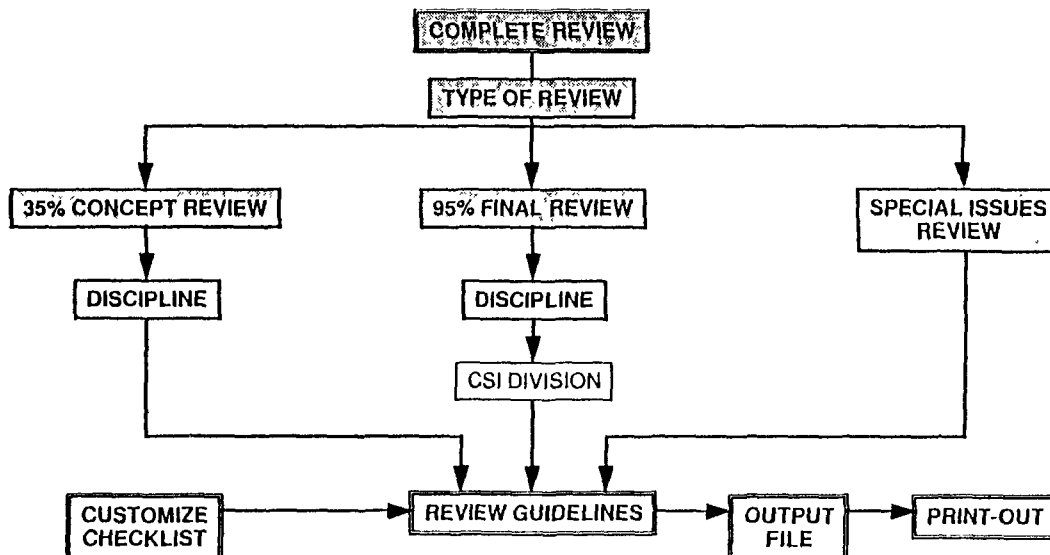 COMPLETE REVIEW
TYPE OF REVIEW
35% CONCEPT REVIEW
95% FINAL REVIEW
SPECIAL ISSUES
REVIEW
DISCIPLINE
DISCIPLINE
CSI DIVISION
CUSTOMIZE
CHECKLIST
REVIEW GUIDELINES
OUTPUT
FILE
PRINT-OUT